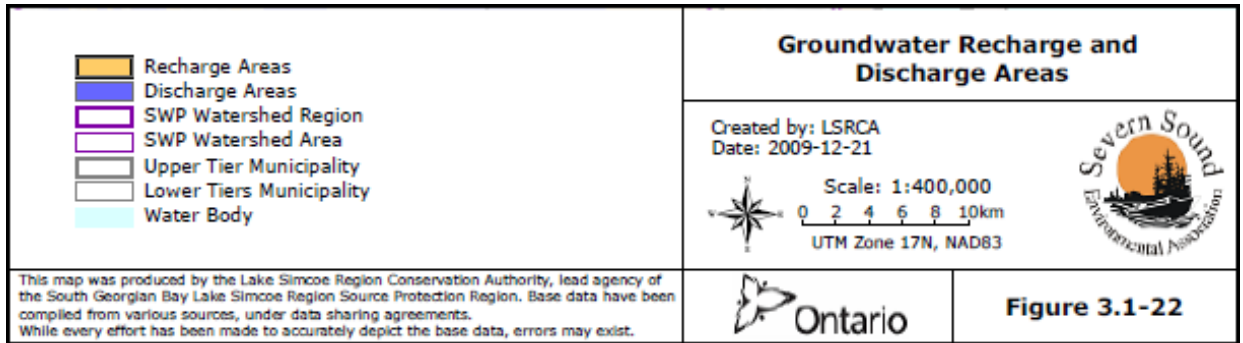 Recharge Areas
Discharge Areas
SWP Watershed Region
SWP Watershed Area
Upper Tier Municipality
Lower Tiers Municipality
Water Body
This map was produced by the Lake Simcoe Region Conservation Authority, lead agency of
the South Georgian Bay Lake Simcoe Region Source Protection Region. Base data have been
compiled from various sources, under data sharing agreements.
While every effort has been made to accurately depict the base data, errors may exist.
Groundwater Recharge and
Discharge Areas
Created by: LSRCA
Date: 2009-12-21
Scale: 1:400,000
0 2 4 6 8 10km
UTM Zone 17N, NAD83
Severn Sound
Environmental Association
Ontario
Figure 3.1-22